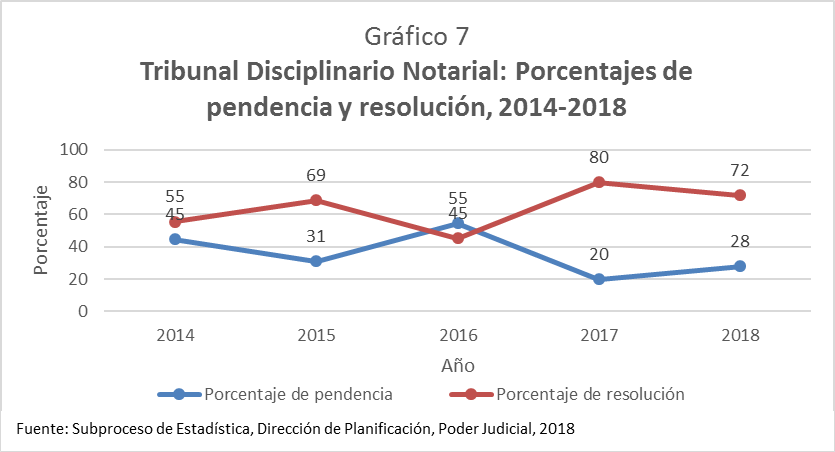 Gráfico 7
Tribunal Disciplinario Notarial: Porcentajes de
pendencia y resolución, 2014-2018
Porcentaje
100
80
60
40
20
0
55
45
69
31
55
45
80
20
72
28
2014 2015 2016 2017 2018
Año
Porcentaje de pendencia Porcentaje de resolución
Fuente: Subproceso de Estadística, Dirección de Planificación, Poder Judicial, 2018